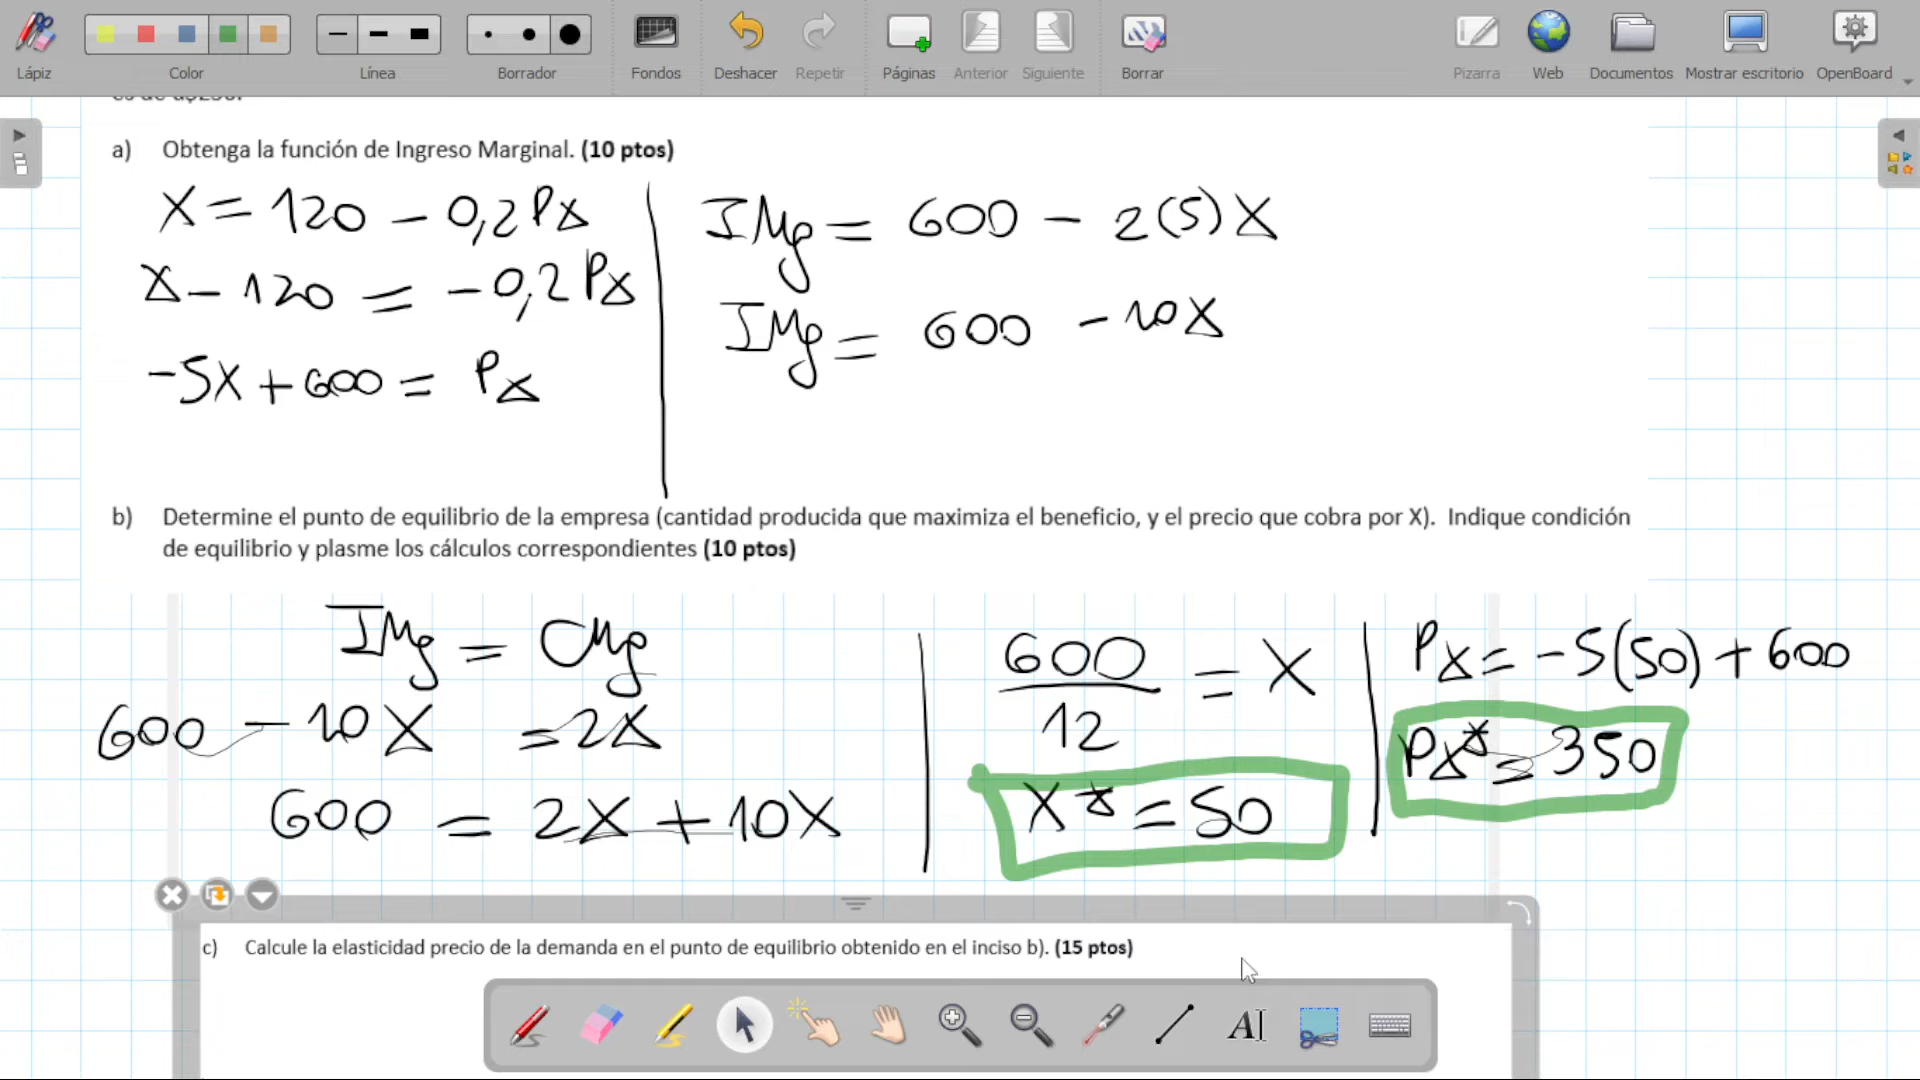 Lápiz Color Línea Borrador Fondos Deshacer Repetir Páginas Anterior Siguiente Borrar Pizarra Web Documentos Mostrar escritorio OpenBoard
a) Obtenga la función de Ingreso Marginal. (10 ptos)
X = 120 - 0,2 Px
X - 120 = -0,2 Px
-5X + 600 = Px
IMg = 600 - 2(5)X
IMg = 600 - 10X
b) Determine el punto de equilibrio de la empresa (cantidad producida que maximiza el beneficio, y el precio que cobra por X). Indique condición
de equilibrio y plasme los cálculos correspondientes (10 ptos)
IMg = CMg
600 - 10X = 2X
600 = 2X + 10X
600/12 = X
X* = 50
Px = -5(50) + 600
Px* = 350
c) Calcule la elasticidad precio de la demanda en el punto de equilibrio obtenido en el inciso b). (15 ptos)